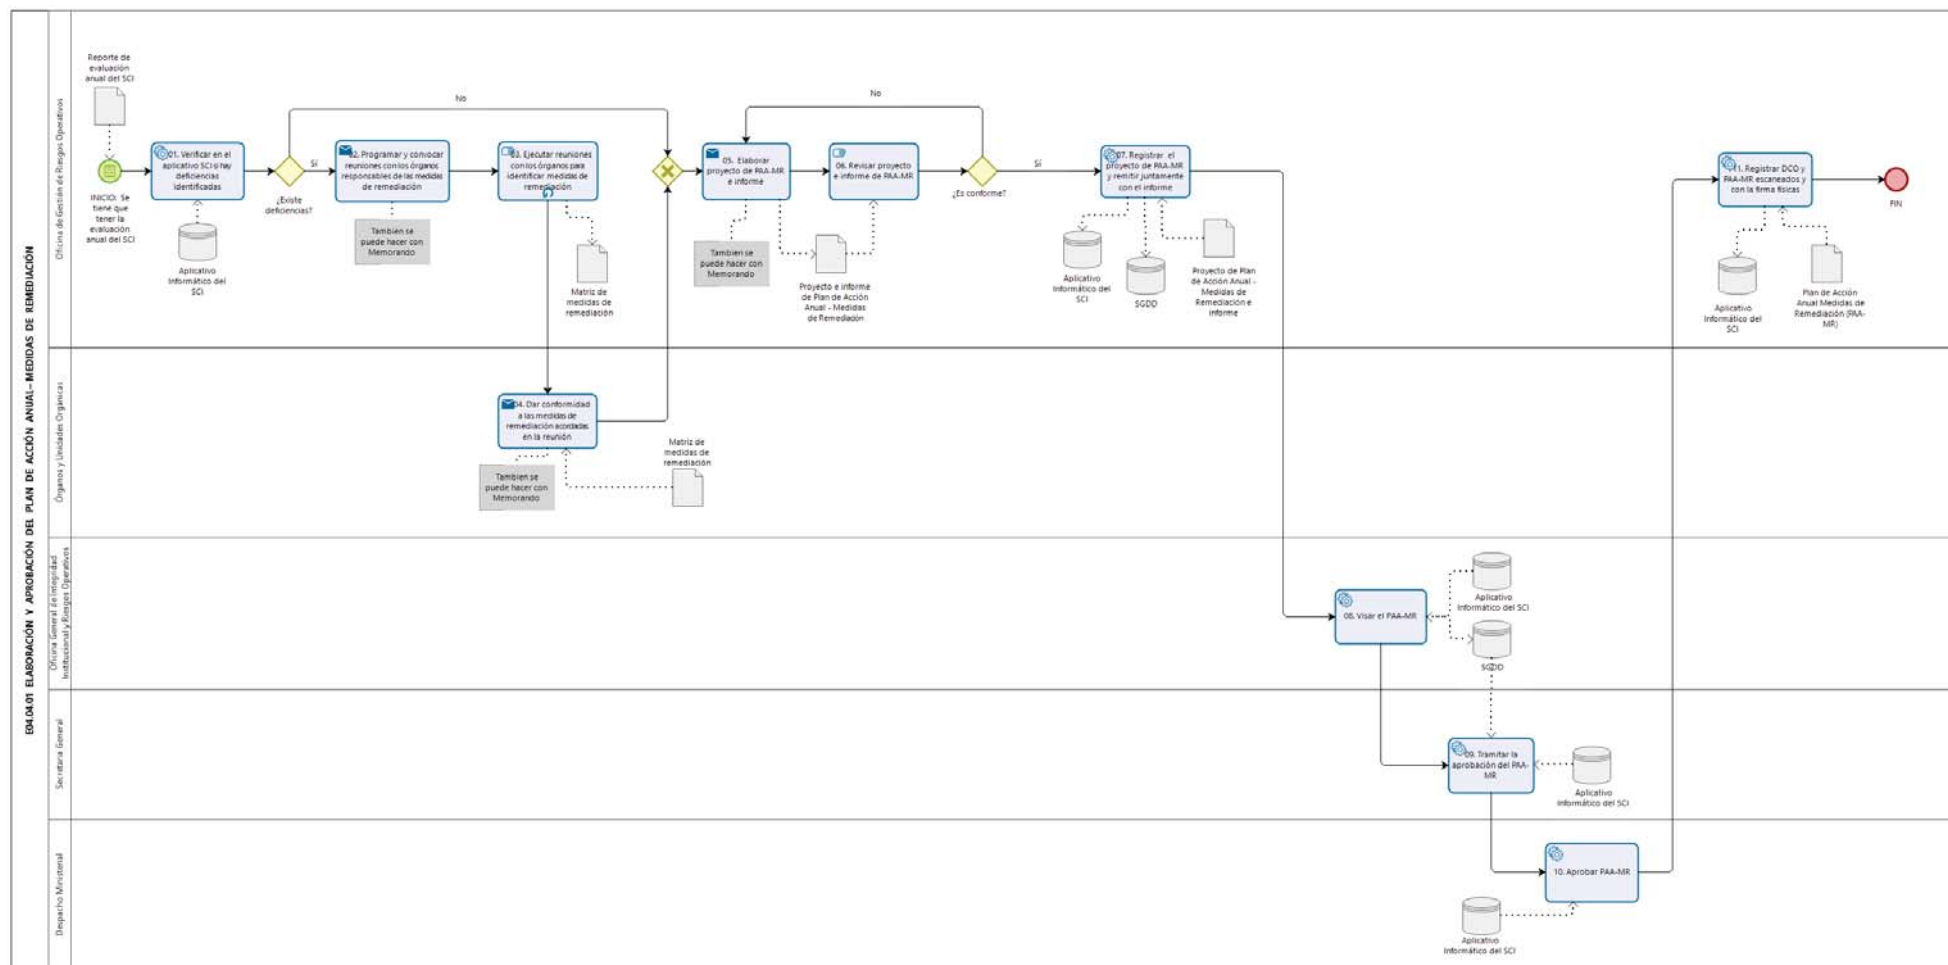 E04.04.01 ELABORACIÓN Y APROBACIÓN DEL PLAN DE ACCIÓN ANUAL– MEDIDAS DE REMEDIACIÓN
Oficina de Gestión de Riesgos Operativos
Reporte de
evaluación
anual del SCI
INICIO: Se
tiene que
tener la
evaluación
anual del SCI
01. Verificar en el
aplicativo SCI si hay
deficiencias
identificadas
Aplicativo
Informático del
SCI
¿Existe
deficiencias?
No
Sí
02. Programar y convocar
reuniones con los órganos
responsables de las medidas
de remediación
Tambien se
puede hacer con
Memorando
03. Ejecutar reuniones
con los órganos para
identificar medidas de
remediación
Matriz de
medidas de
remediación
05. Elaborar
proyecto de PAA-MR
e informe
Tambien se
puede hacer con
Memorando
Proyecto e informe
de Plan de Acción
Anual - Medidas
de Remediación
06. Revisar proyecto
e informe de PAA-MR
No
¿Es conforme?
Sí
07. Registrar el
proyecto de PAA-MR
y remitir juntamente
con el informe
Aplicativo
Informático del
SCI
SGDD
Proyecto de Plan
de Acción Anual -
Medidas de
Remediación e
informe
11. Registrar DCO y
PAA-MR escaneados y
con la firma físicas
Aplicativo
Informático del
SCI
Plan de Acción
Anual Medidas de
Remediación (PAA-
MR)
FIN
Órganos y Unidades Orgánicas
04. Dar conformidad
a las medidas de
remediación acordadas
en la reunión
Tambien se
puede hacer con
Memorando
Matriz de
medidas de
remediación
Oficina General de Integridad
Institucional y Riesgos Operativos
08. Visar el PAA-MR
Aplicativo
Informático del SCI
SGDD
Secretaria General
09. Tramitar la
aprobación del PAA-
MR
Aplicativo
Informático del SCI
Despacho Ministerial
10. Aprobar PAA-MR
Aplicativo
Informático del SCI